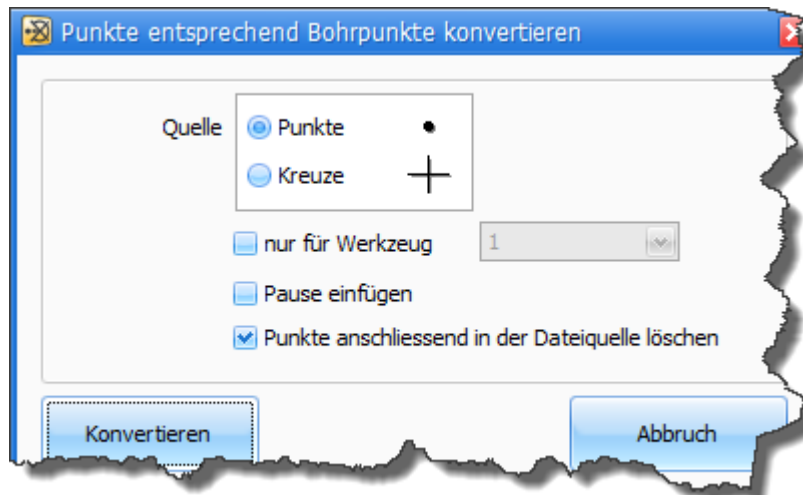 Punkte entsprechend Bohrpunkte konvertieren
Quelle
Punkte
Kreuze
nur für Werkzeug 1
Pause einfügen
Punkte anschliessend in der Dateiquelle löschen
Konvertieren
Abbruch